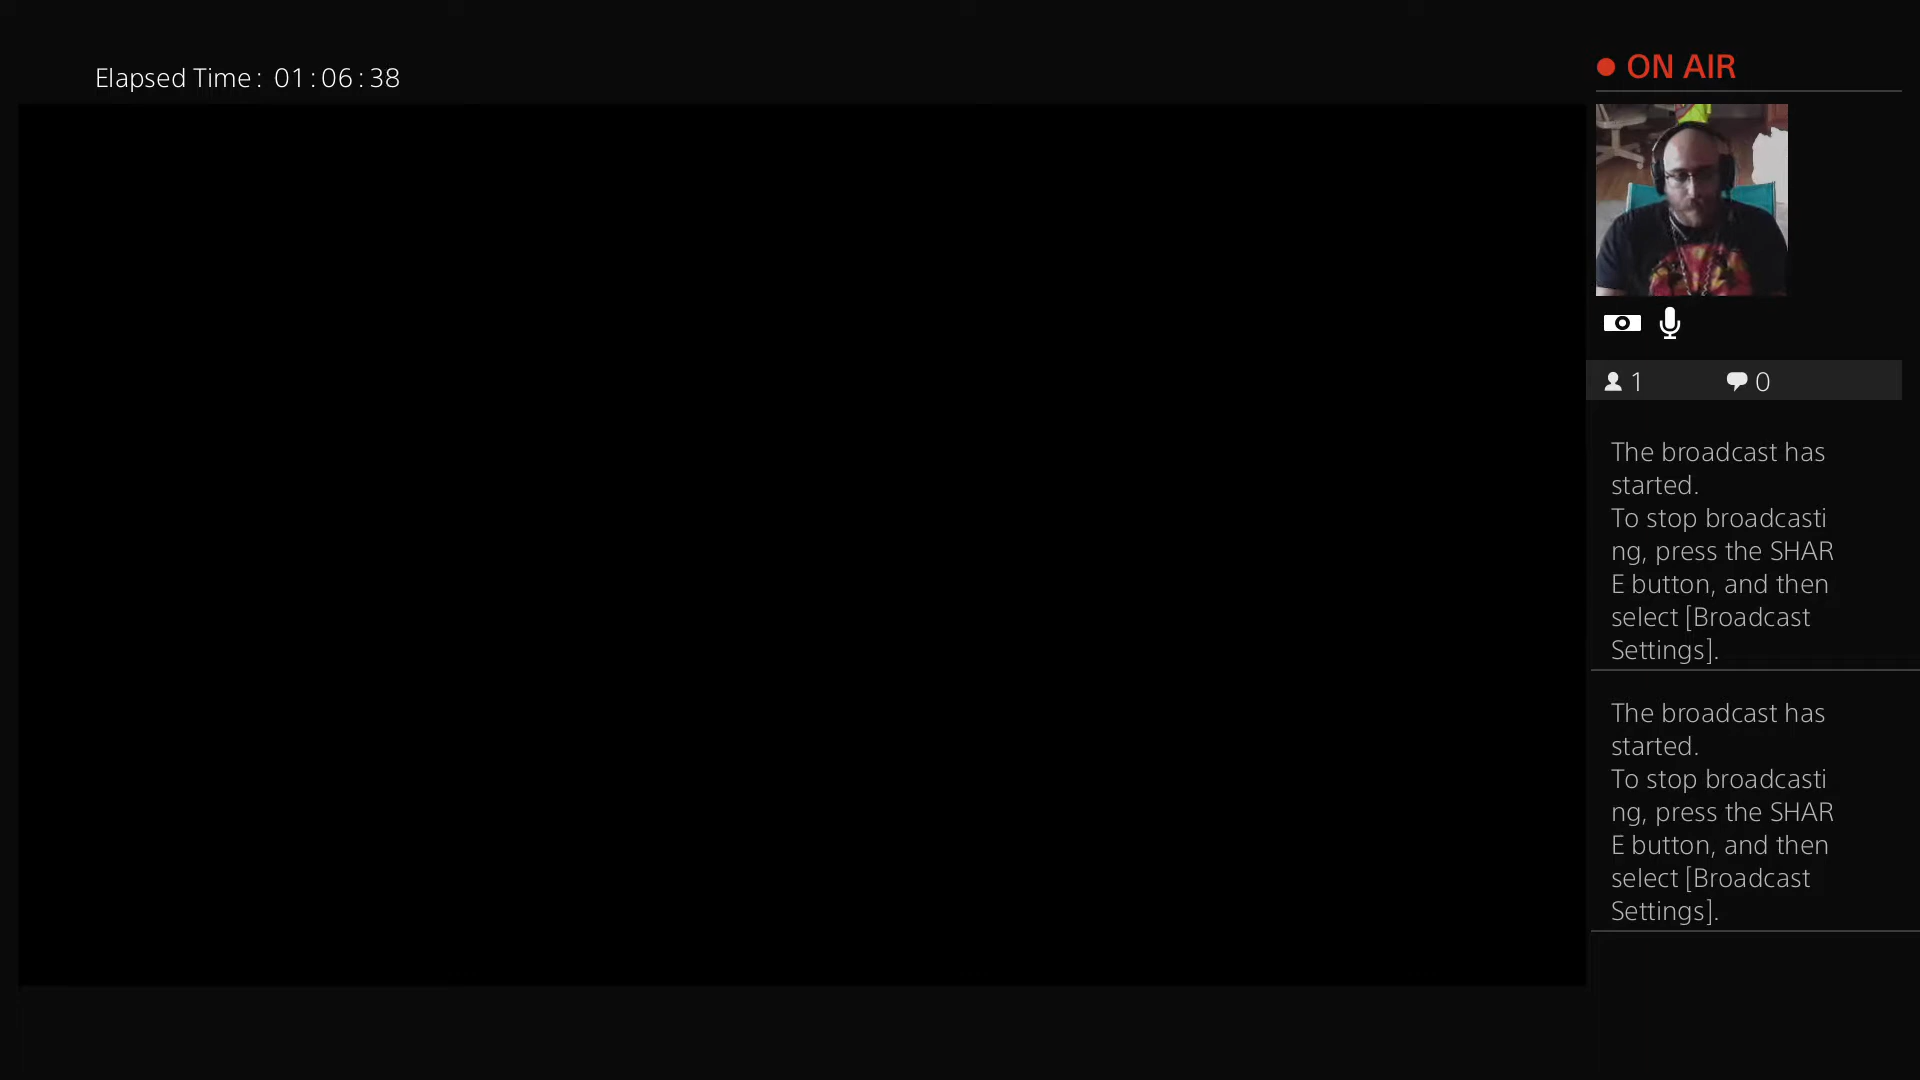 Elapsed Time: 01:06:38
ON AIR
1
0
The broadcast has
started.
To stop broadcasti
ng, press the SHAR
E button, and then
select [Broadcast
Settings].
The broadcast has
started.
To stop broadcasti
ng, press the SHAR
E button, and then
select [Broadcast
Settings].